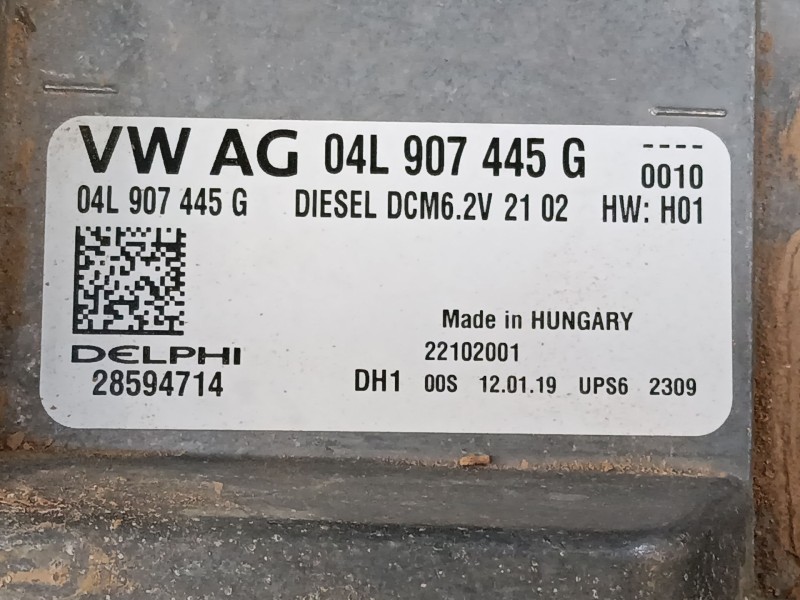 VW AG 04L 907 445 G ----
0010
04L 907 445 G DIESEL DCM6.2V 21 02 HW: H01
Made in HUNGARY
DELPHI 22102001
28594714 DH1 00S 12.01.19 UPS6 2309